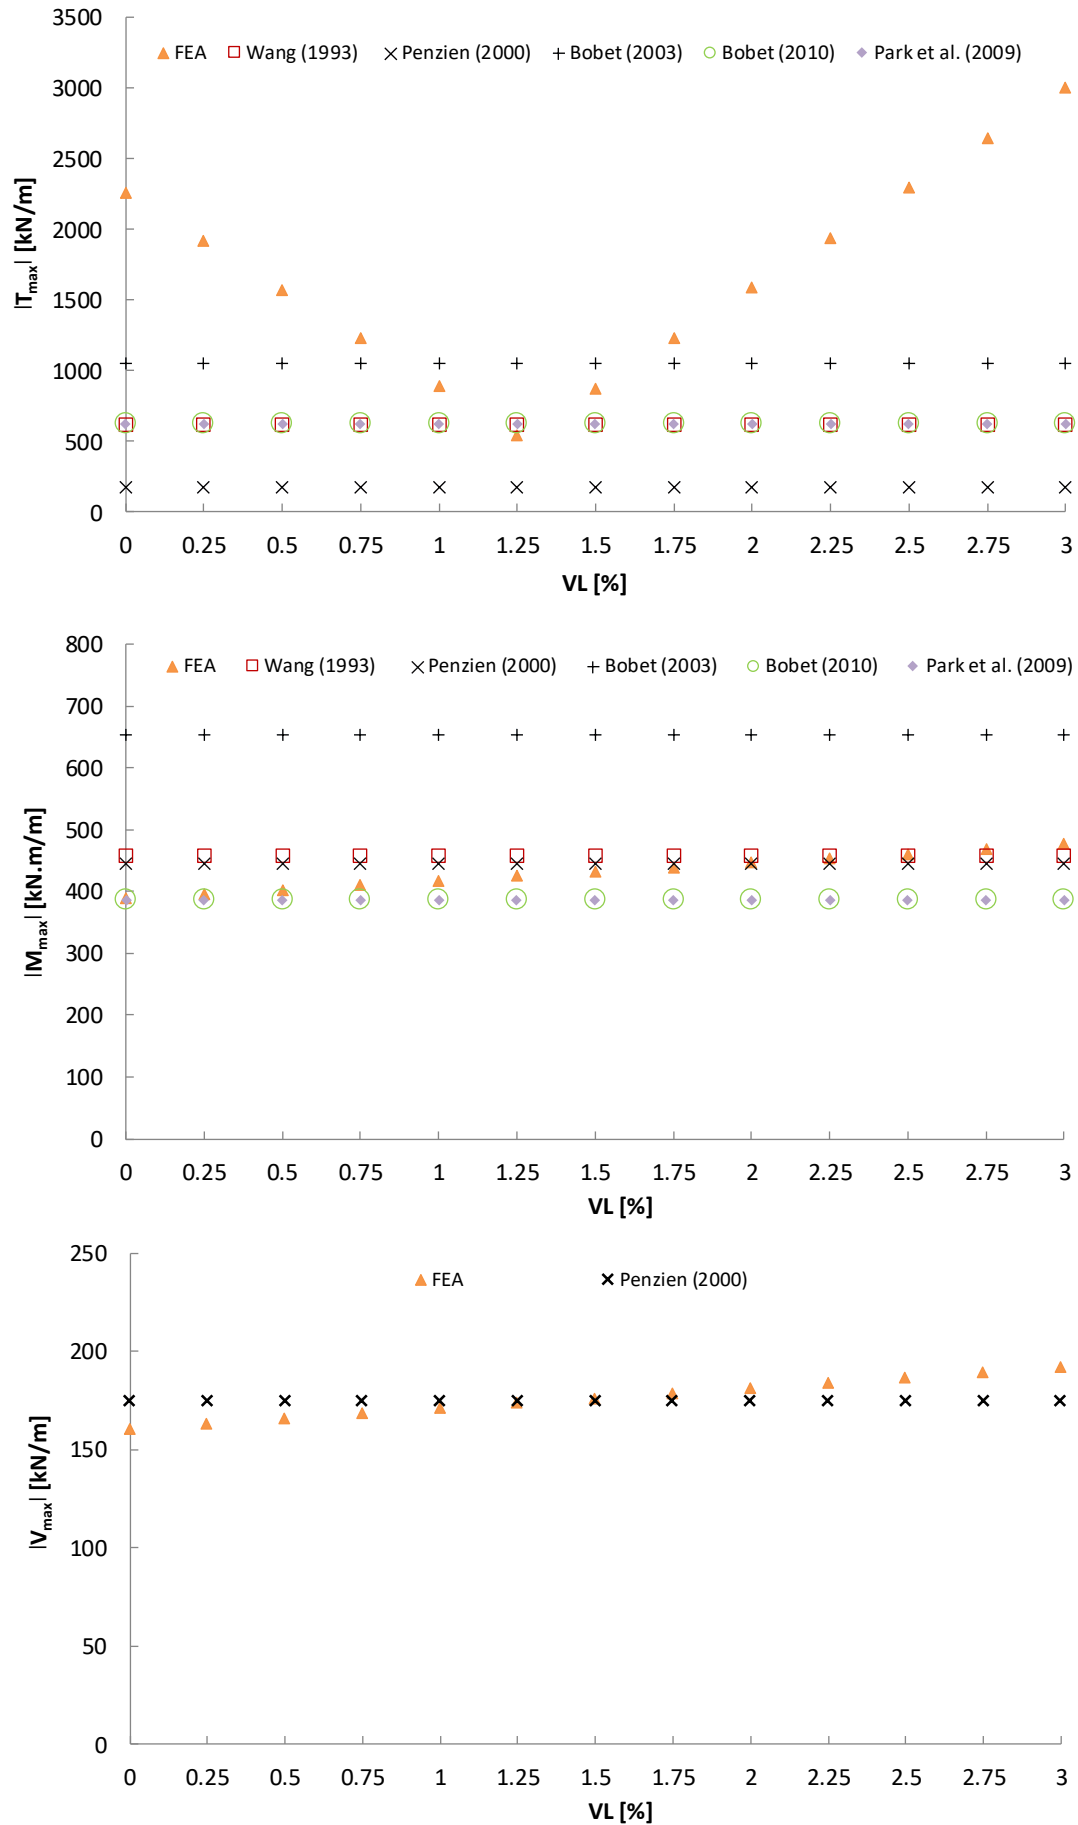 3500
FEA Wang (1993) Penzien (2000) Bobet (2003) Bobet (2010) Park et al. (2009)
3000
2500
2000
1500
1000
500
0
|Tmax| [kN/m]
0 0.25 0.5 0.75 1 1.25 1.5 1.75 2 2.25 2.5 2.75 3
VL [%]
800
FEA Wang (1993) Penzien (2000) Bobet (2003) Bobet (2010) Park et al. (2009)
700
600
500
400
300
200
100
0
|Mmax| [kN.m/m]
0 0.25 0.5 0.75 1 1.25 1.5 1.75 2 2.25 2.5 2.75 3
VL [%]
250
FEA Penzien (2000)
200
150
100
50
0
|Vmax| [kN/m]
0 0.25 0.5 0.75 1 1.25 1.5 1.75 2 2.25 2.5 2.75 3
VL [%]